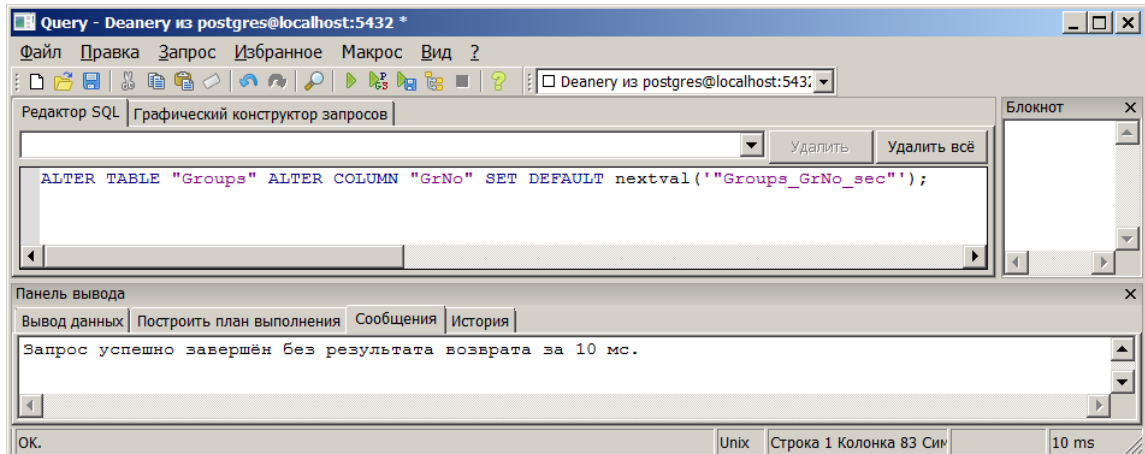 Query - Deanery из postgres@localhost:5432 *
Файл Правка Запрос Избранное Макрос Вид ?
Deanery из postgres@localhost:543
Редактор SQL Графический конструктор запросов
Блокнот
Удалить Удалить всё
ALTER TABLE "Groups" ALTER COLUMN "GrNo" SET DEFAULT nextval('"Groups_GrNo_sec"');
Панель вывода
Вывод данных Построить план выполнения Сообщения История
Запрос успешно завершён без результата возврата за 10 мс.
OK. Unix Строка 1 Колонка 83 Сим 10 ms